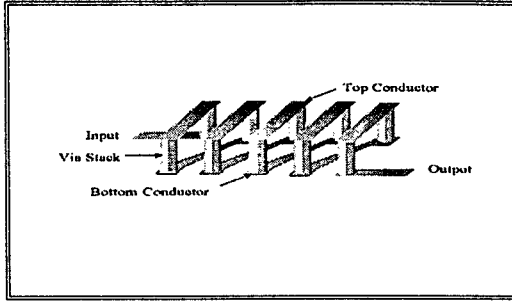 Top Conductor
Input
Via Stack
Output
Bottom Conductor